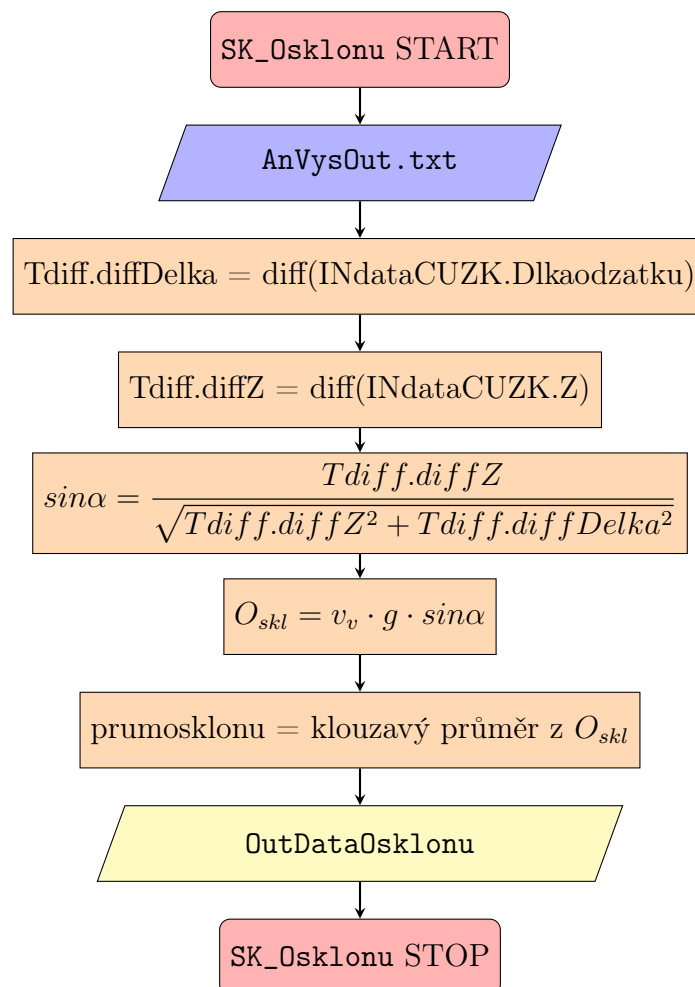 SK_Osklonu START
AnVysOut.txt
Tdiff.diffDelka = diff(INdataCUZK.Dlkaodzatku)
Tdiff.diffZ = diff(INdataCUZK.Z)
sinα = Tdiff.diffZ / √(Tdiff.diffZ² + Tdiff.diffDelka²)
O_skl = v_v · g · sinα
prumosklonu = klouzavý průměr z O_skl
OutDataOsklonu
SK_Osklonu STOP